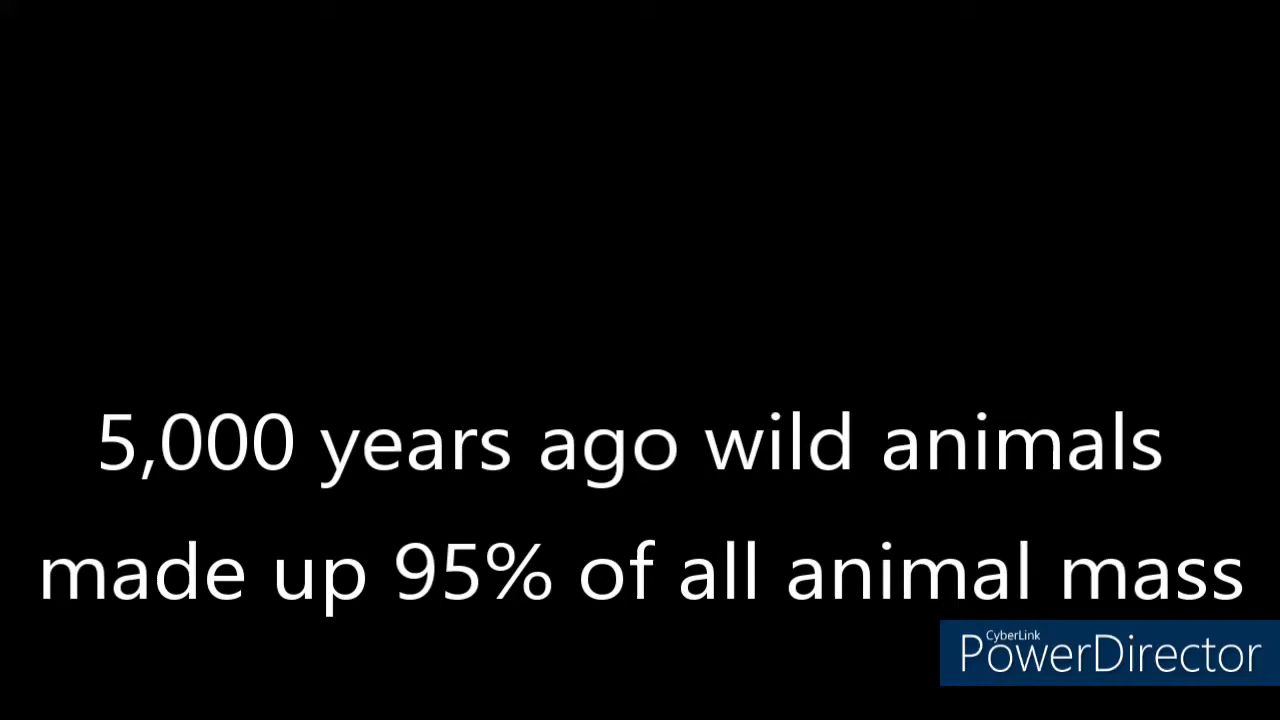 5,000 years ago wild animals
made up 95% of all animal mass
CyberLink
PowerDirector